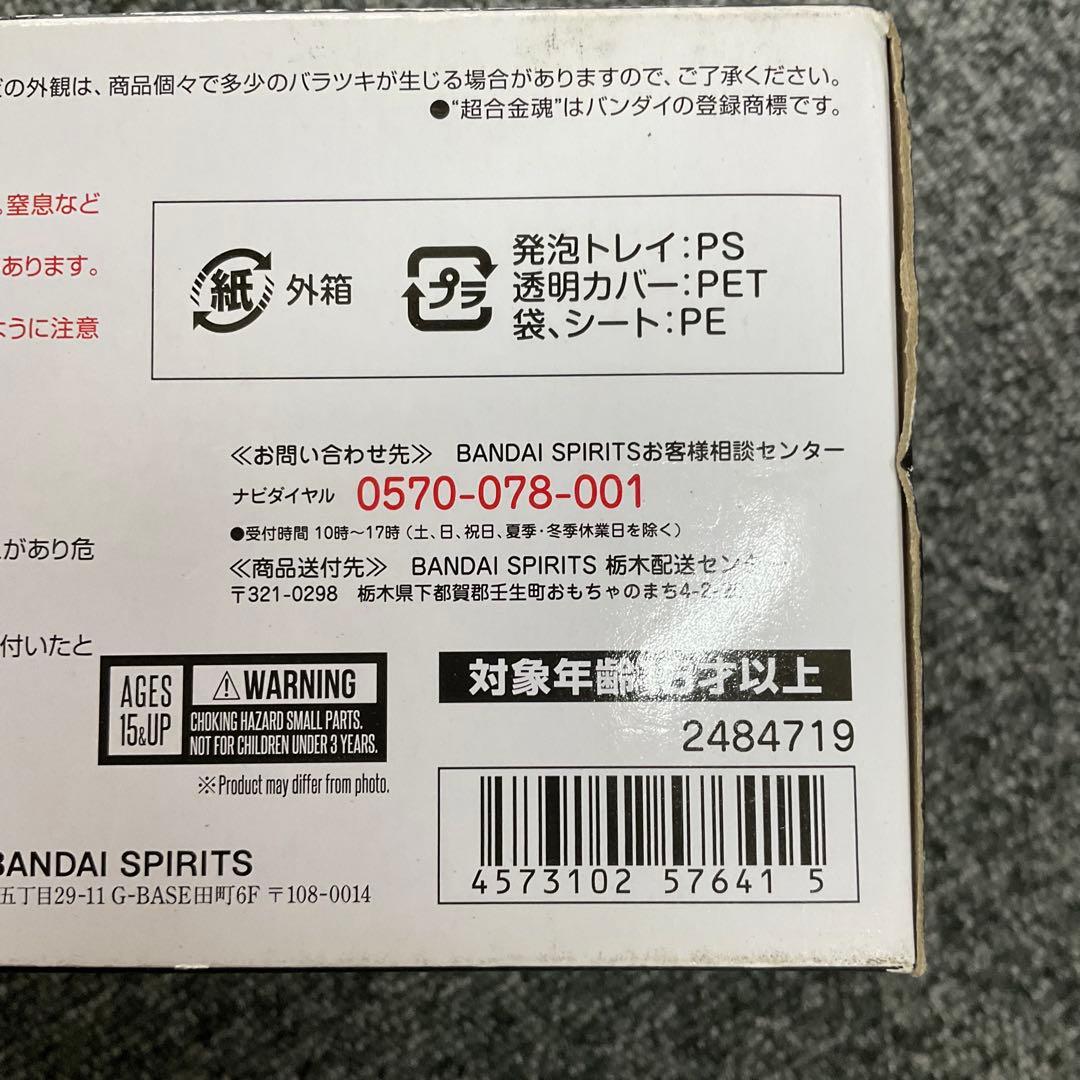 の外観は、商品個々で多少のバラツキが生じる場合がありますので、ご了承ください。
●“超合金魂”はバンダイの登録商標です。
窒息など
あります。
ように注意
紙 外箱
プラ
発泡トレイ:PS
透明カバー:PET
袋、シート:PE
≪お問い合わせ先≫ BANDAI SPIRITSお客様相談センター
ナビダイヤル 0570-078-001
●受付時間 10時～17時 (土、日、祝日、夏季・冬季休業日を除く)
≪商品送付先≫ BANDAI SPIRITS 栃木配送セン
〒321-0298 栃木県下都賀郡壬生町おもちゃのまち4-2-
があり危
付いたと
AGES
15&UP
⚠WARNING
CHOKING HAZARD SMALL PARTS.
NOT FOR CHILDREN UNDER 3 YEARS.
※Product may differ from photo.
対象年齢 才以上
2484719
4573102 57641 5
BANDAI SPIRITS
五丁目29-11 G-BASE田町6F 〒108-0014